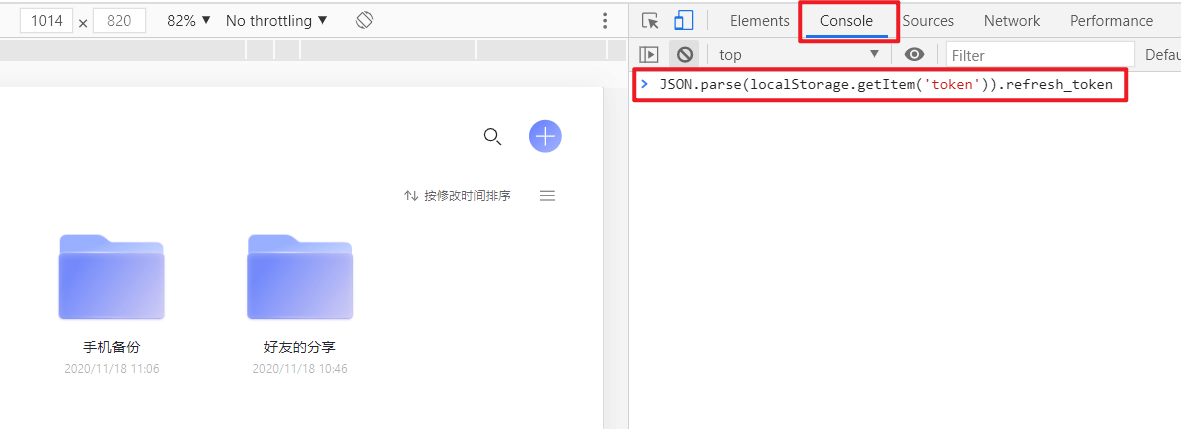 1014 × 820 82% ▼ No throttling ▼
Elements Console Sources Network Performance
top ▼ Filter Defau
> JSON.parse(localStorage.getItem('token')).refresh_token
按修改时间排序
手机备份 好友的分享
2020/11/18 11:06 2020/11/18 10:46